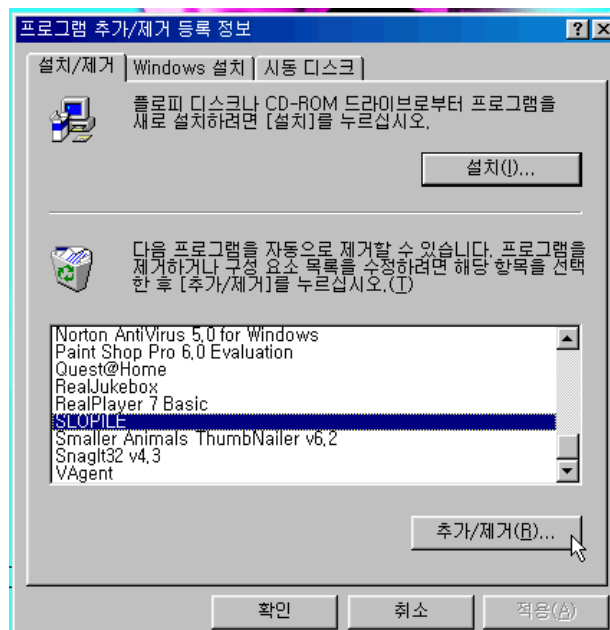 프로그램 추가/제거 등록 정보
설치/제거
Windows 설치
시동 디스크
플로피 디스크나 CD-ROM 드라이브로부터 프로그램을
새로 설치하려면 [설치]를 누르십시오.
설치(I)...
다음 프로그램을 자동으로 제거할 수 있습니다. 프로그램을
제거하거나 구성 요소 목록을 수정하려면 해당 항목을 선택
한 후 [추가/제거]를 누르십시오.(T)
Norton AntiVirus 5.0 for Windows
Paint Shop Pro 6.0 Evaluation
Quest@Home
RealJukebox
RealPlayer 7 Basic
SLOPILE
Smaller Animals ThumbNailer v6.2
SnagIt32 v4.3
VAgent
추가/제거(R)...
확인
취소
적용(A)